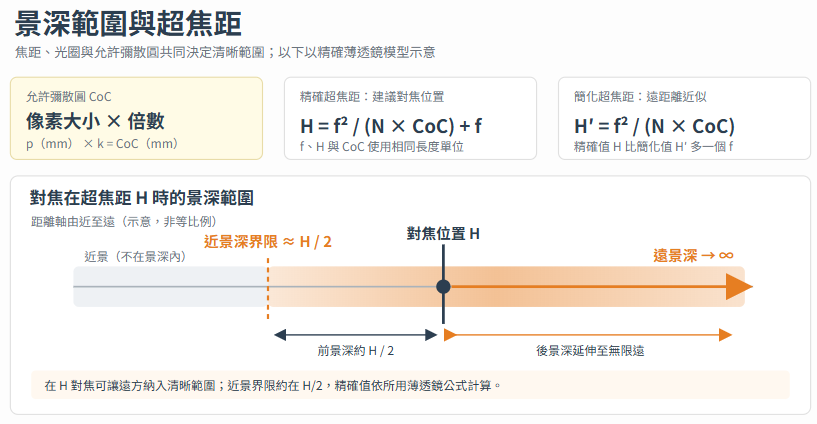 景深範圍與超焦距
焦距、光圈與允許彌散圓共同決定清晰範圍；以下以精確薄透鏡模型示意
允許彌散圓 CoC
像素大小 × 倍數
p（mm） × k = CoC（mm）
精確超焦距：建議對焦位置
H = f² / (N × CoC) + f
f、H 與 CoC 使用相同長度單位
簡化超焦距：遠距離近似
H′ = f² / (N × CoC)
精確值 H 比簡化值 H′ 多一個 f
對焦在超焦距 H 時的景深範圍
距離軸由近至遠（示意，非等比例）
近景深界限 ≈ H / 2
對焦位置 H
近景（不在景深內）
遠景深 → ∞
前景深約 H / 2
後景深延伸至無限遠
在 H 對焦可讓遠方納入清晰範圍；近景界限約在 H/2，精確值依所用薄透鏡公式計算。